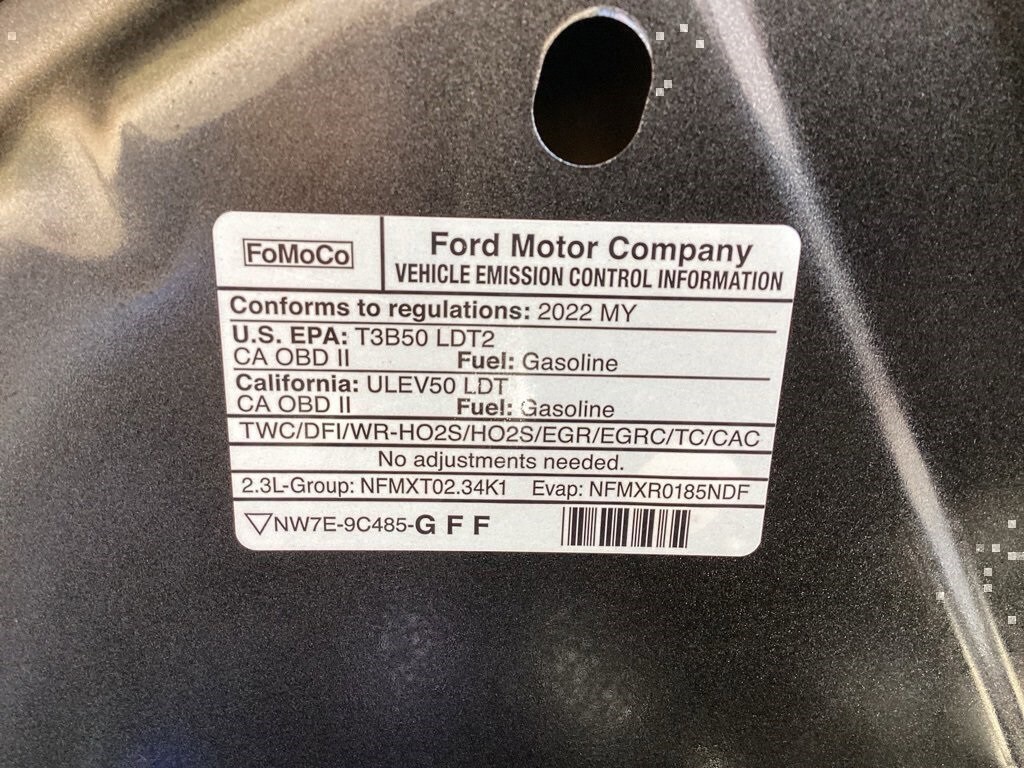 FoMoCo
Ford Motor Company
VEHICLE EMISSION CONTROL INFORMATION
Conforms to regulations: 2022 MY
U.S. EPA: T3B50 LDT2
CA OBD II Fuel: Gasoline
California: ULEV50 LDT
CA OBD II Fuel: Gasoline
TWC/DFI/WR-HO2S/HO2S/EGR/EGRC/TC/CAC
No adjustments needed.
2.3L-Group: NFMXT02.34K1 Evap: NFMXR0185NDF
▽NW7E-9C485-G F F